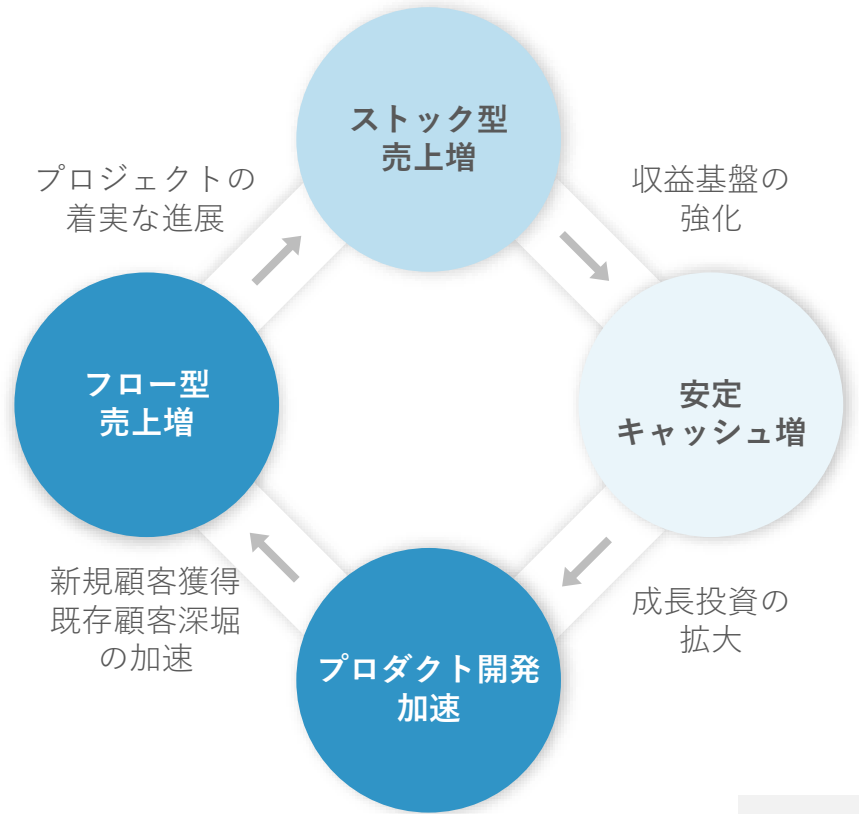 ストック型
売上増
プロジェクトの
着実な進展
収益基盤の
強化
フロー型
売上増
安定
キャッシュ増
新規顧客獲得
既存顧客深堀
の加速
成長投資の
拡大
プロダクト開発
加速